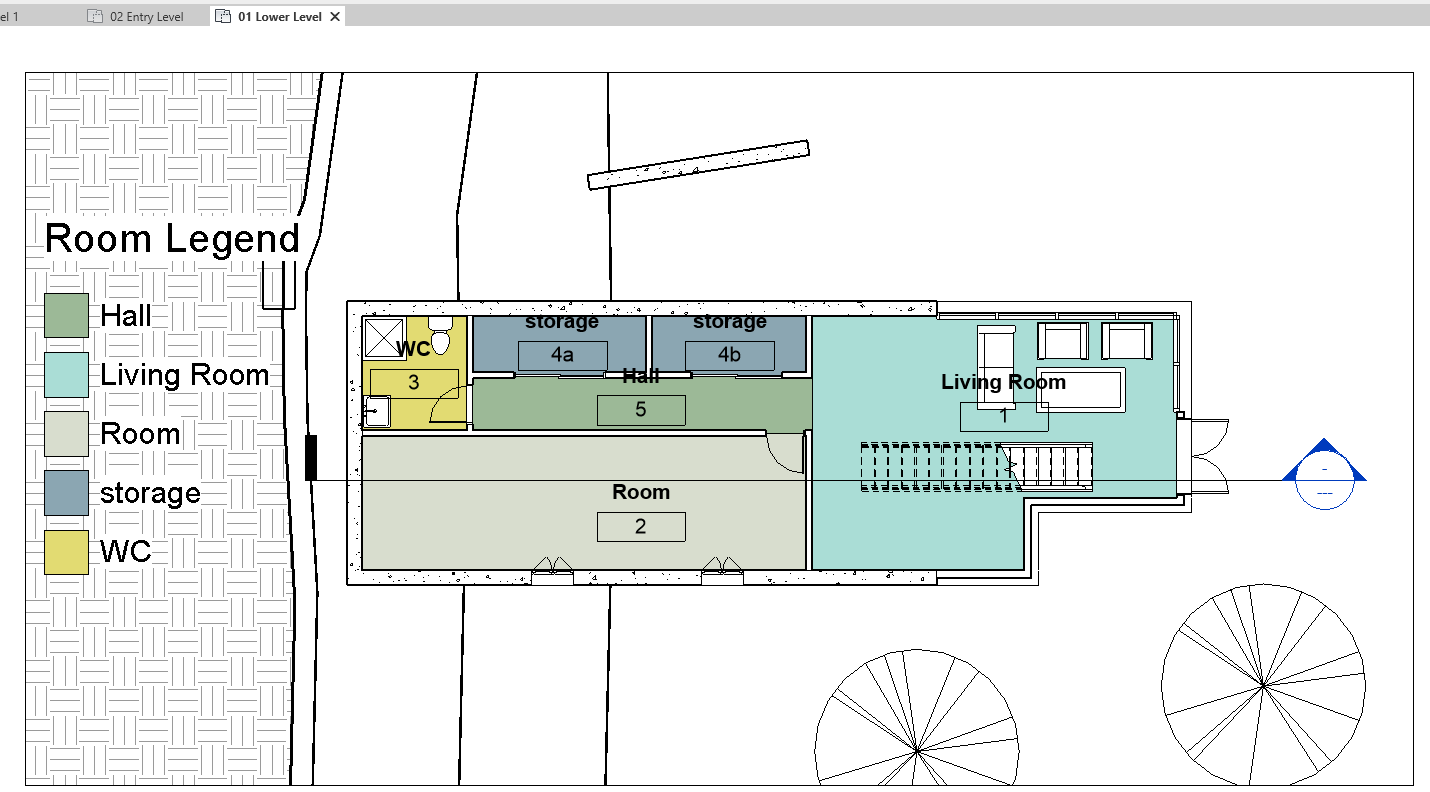 el 1
02 Entry Level
01 Lower Level
Room Legend
Hall
Living Room
Room
storage
WC
storage
storage
WC
4a
4b
3
Hall
Living Room
5
1
Room
2
-
---